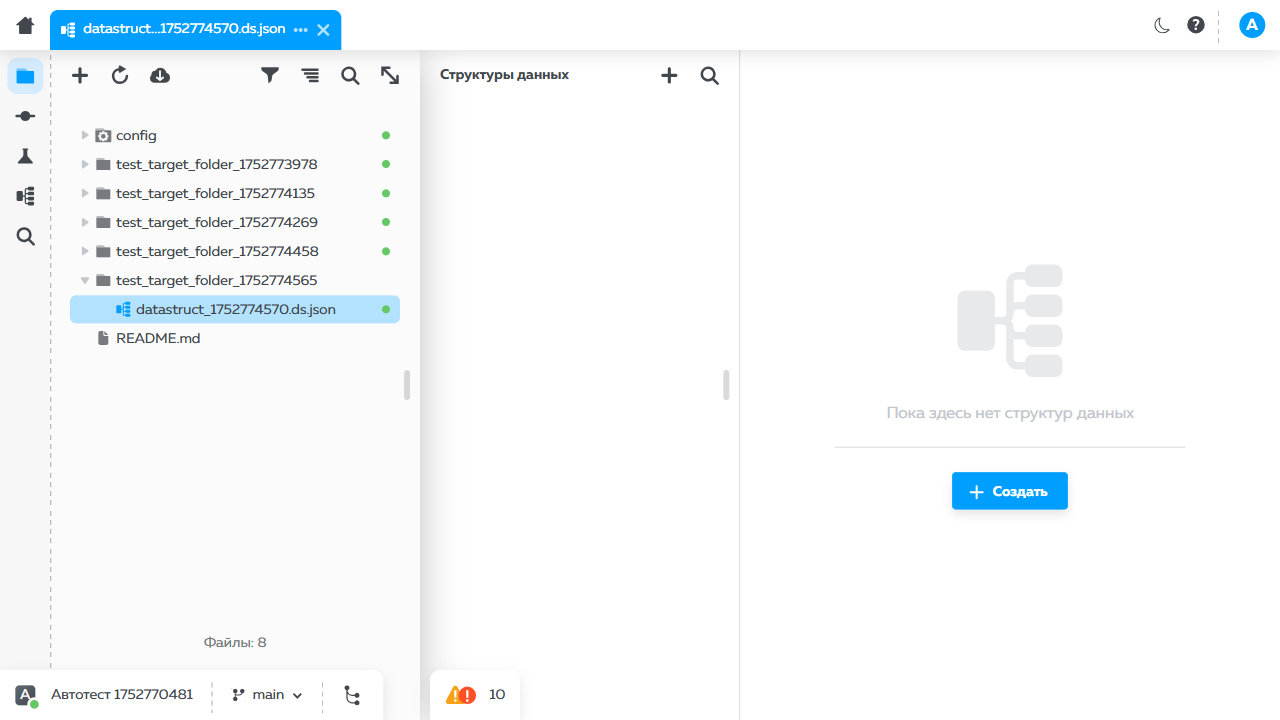 datastruct...1752774570.ds.json
A
Структуры данных
config
test_target_folder_1752773978
test_target_folder_1752774135
test_target_folder_1752774269
test_target_folder_1752774458
test_target_folder_1752774565
datastruct_1752774570.ds.json
README.md
Пока здесь нет структур данных
Создать
Файлы: 8
A Автотест 1752770481 main 10